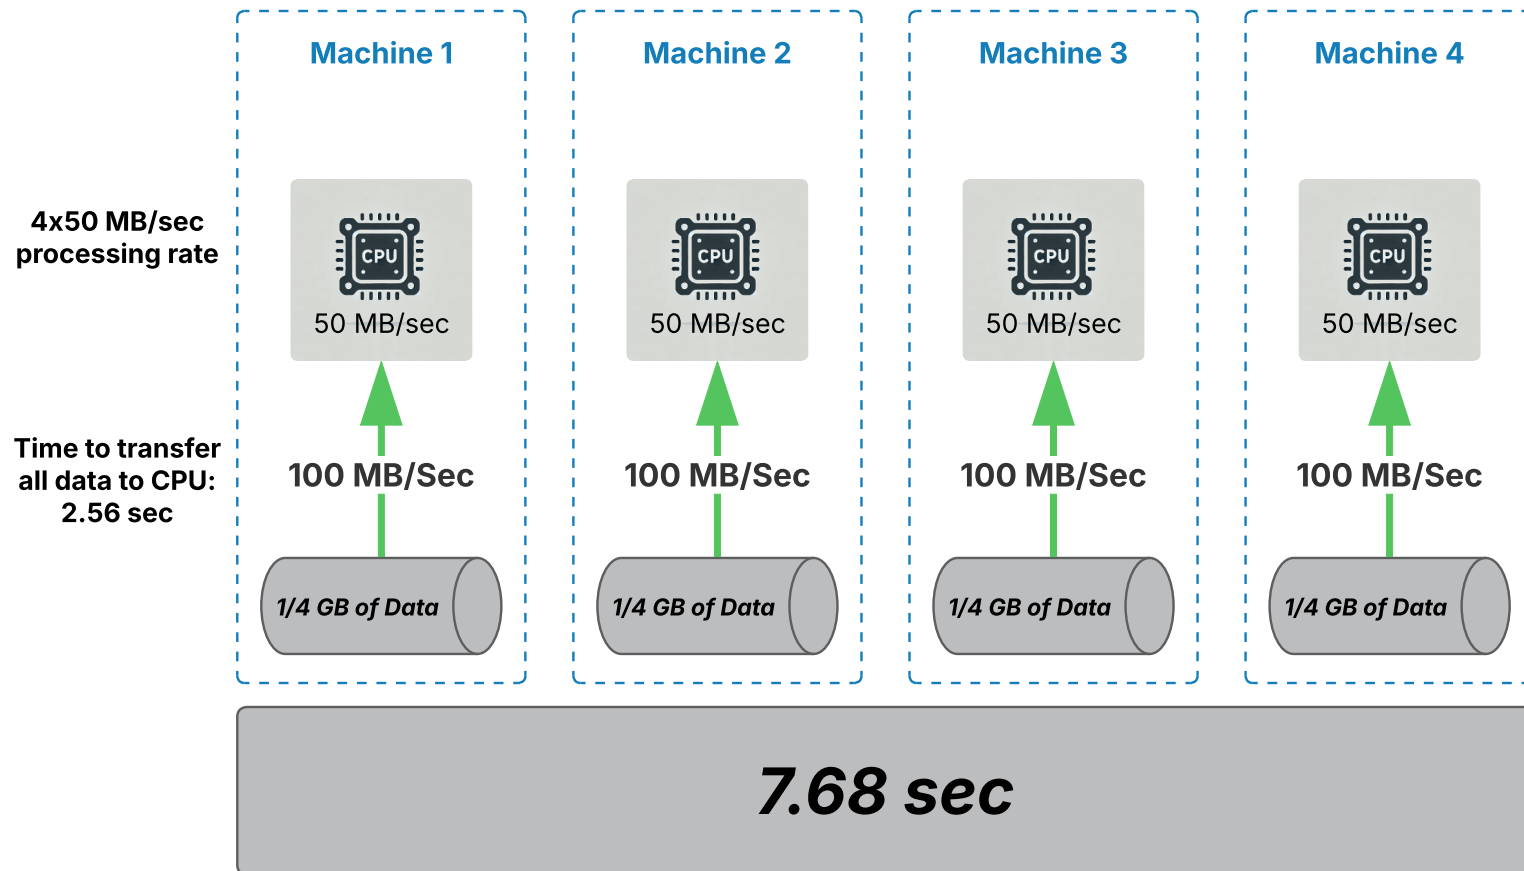 Machine 1
Machine 2
Machine 3
Machine 4
4x50 MB/sec
processing rate
CPU
50 MB/sec
CPU
50 MB/sec
CPU
50 MB/sec
CPU
50 MB/sec
Time to transfer
all data to CPU:
2.56 sec
100 MB/Sec
100 MB/Sec
100 MB/Sec
100 MB/Sec
1/4 GB of Data
1/4 GB of Data
1/4 GB of Data
1/4 GB of Data
7.68 sec